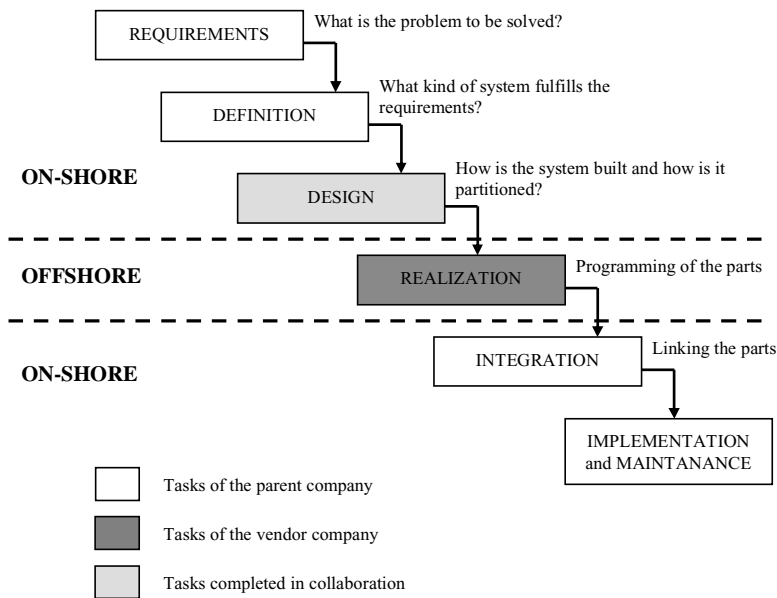 REQUIREMENTS
What is the problem to be solved?
DEFINITION
What kind of system fulfills the
requirements?
ON-SHORE
DESIGN
How is the system built and how is it
partitioned?
OFFSHORE
REALIZATION
Programming of the parts
INTEGRATION
Linking the parts
ON-SHORE
IMPLEMENTATION
and MAINTANANCE
Tasks of the parent company
Tasks of the vendor company
Tasks completed in collaboration